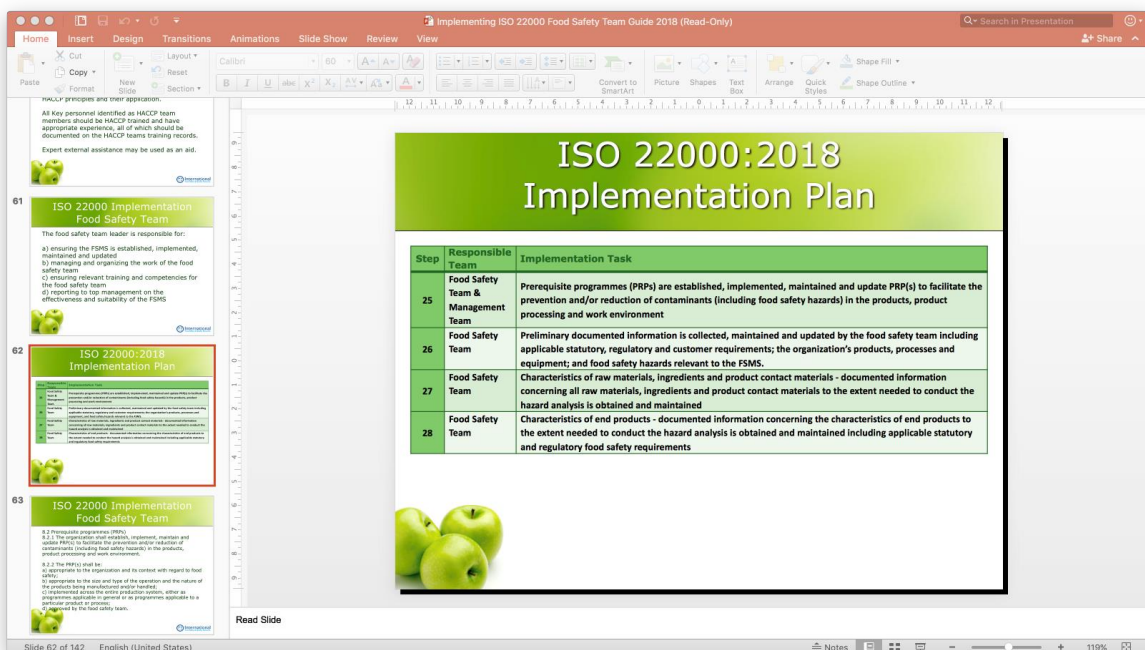 Implementing ISO 22000 Food Safety Team Guide 2018 (Read-Only)
Search in Presentation
Home Insert Design Transitions Animations Slide Show Review View
Share
Paste
Cut
Copy
Format
New Slide
Layout
Reset
Section
Calibri 60
Convert to SmartArt
Picture
Shapes
Text Box
Arrange
Quick Styles
Shape Fill
Shape Outline
HACCP principles and their application.
All Key personnel identified as HACCP team
members should be HACCP trained and have
appropriate experience, all of which should be
documented on the HACCP teams training records.
Expert external assistance may be used as an aid.
International
61
ISO 22000 Implementation
Food Safety Team
The food safety team leader is responsible for:
a) ensuring the FSMS is established, implemented,
maintained and updated
b) managing and organizing the work of the food
safety team
c) ensuring relevant training and competencies for
the food safety team
d) reporting to top management on the
effectiveness and suitability of the FSMS
International
62
ISO 22000:2018
Implementation Plan
63
ISO 22000 Implementation
Food Safety Team
8.2 Prerequisite programmes (PRPs)
8.2.1 The organization shall establish, implement, maintain and
update PRP(s) to facilitate the prevention and/or reduction of
contaminants (including food safety hazards) in the products,
product processing and work environment.
8.2.2 The PRP(s) shall be:
a) appropriate to the organization and its context with regard to food
safety;
b) appropriate to the size and type of the operation and the nature of
the products being manufactured and/or handled;
c) implemented across the entire production system, either as
programmes applicable in general or as programmes applicable to a
particular product or process;
d) approved by the food safety team.
International
ISO 22000:2018
Implementation Plan
Step Responsible Team Implementation Task
25
Food Safety
Team &
Management
Team
Prerequisite programmes (PRPs) are established, implemented, maintained and update PRP(s) to facilitate the
prevention and/or reduction of contaminants (including food safety hazards) in the products, product
processing and work environment
26
Food Safety
Team
Preliminary documented information is collected, maintained and updated by the food safety team including
applicable statutory, regulatory and customer requirements; the organization's products, processes and
equipment; and food safety hazards relevant to the FSMS.
27
Food Safety
Team
Characteristics of raw materials, ingredients and product contact materials - documented information
concerning all raw materials, ingredients and product contact materials to the extent needed to conduct the
hazard analysis is obtained and maintained
28
Food Safety
Team
Characteristics of end products - documented information concerning the characteristics of end products to
the extent needed to conduct the hazard analysis is obtained and maintained including applicable statutory
and regulatory food safety requirements
Read Slide
Slide 62 of 142 English (United States)
Notes
119%